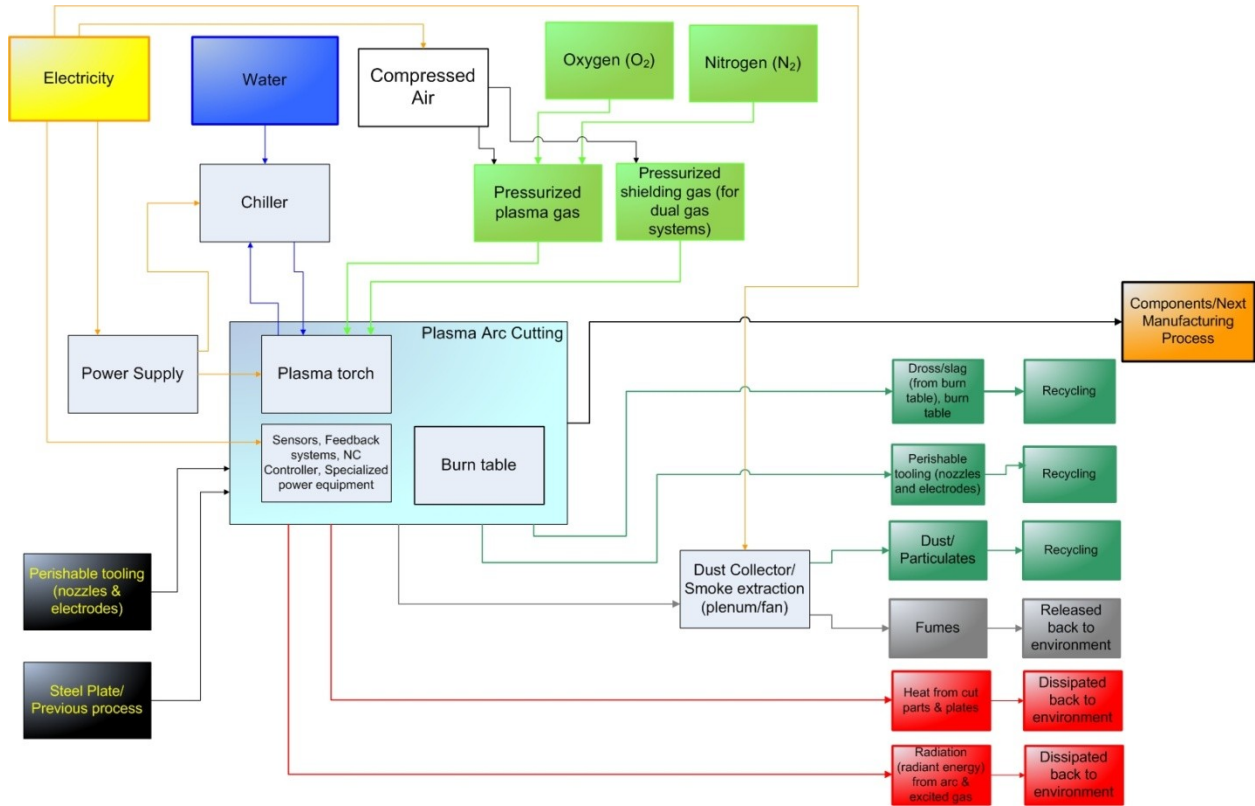 Electricity
Water
Compressed
Air
Oxygen (O₂)
Nitrogen (N₂)
Chiller
Pressurized
plasma gas
Pressurized
shielding gas (for
dual gas
systems)
Components/Next
Manufacturing
Process
Plasma Arc Cutting
Power Supply
Plasma torch
Sensors, Feedback
systems, NC
Controller, Specialized
power equipment
Burn table
Dross/slag
(from burn
table), burn
table
Recycling
Perishable
tooling (nozzles
and electrodes)
Recycling
Perishable tooling
(nozzles &
electrodes)
Dust Collector/
Smoke extraction
(plenum/fan)
Dust/
Particulates
Recycling
Fumes
Released
back to
environment
Steel Plate/
Previous process
Heat from cut
parts & plates
Dissipated
back to
environment
Radiation
(radiant energy)
from arc &
excited gas
Dissipated
back to
environment